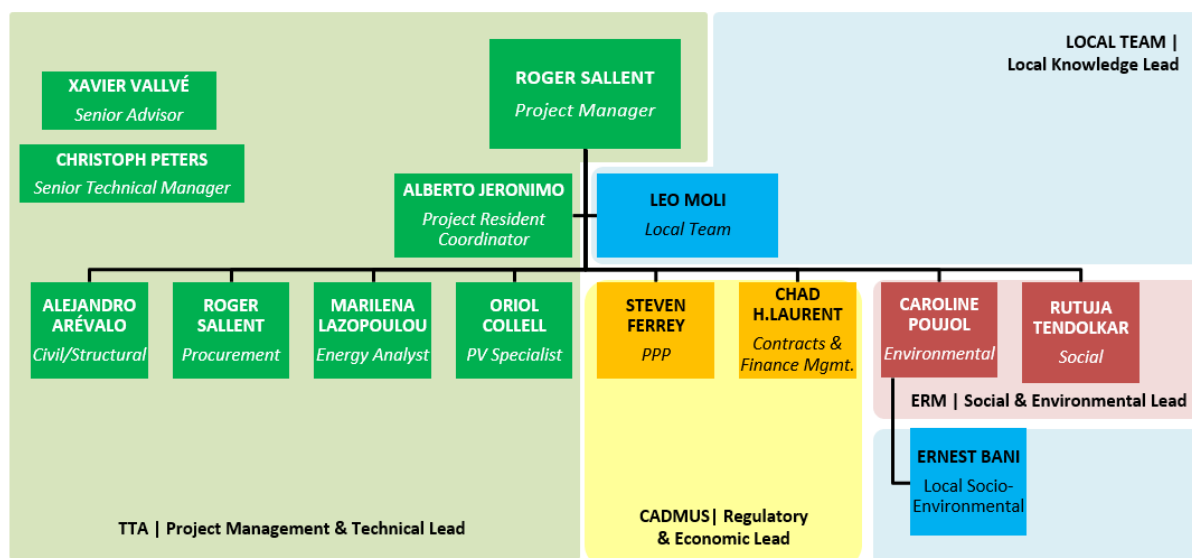 LOCAL TEAM |
Local Knowledge Lead
ROGER SALLENT
Project Manager
XAVIER VALLVÉ
Senior Advisor
CHRISTOPH PETERS
Senior Technical Manager
ALBERTO JERONIMO
Project Resident
Coordinator
LEO MOLI
Local Team
ALEJANDRO
ARÉVALO
Civil/Structural
ROGER
SALLENT
Procurement
MARILENA
LAZOPOULOU
Energy Analyst
ORIOL
COLLELL
PV Specialist
STEVEN
FERREY
PPP
CHAD
H.LAURENT
Contracts &
Finance Mgmt.
CAROLINE
POUJOL
Environmental
RUTUJA
TENDOLKAR
Social
ERM | Social & Environmental Lead
ERNEST BANI
Local Socio-
Environmental
TTA | Project Management & Technical Lead
CADMUS| Regulatory
& Economic Lead